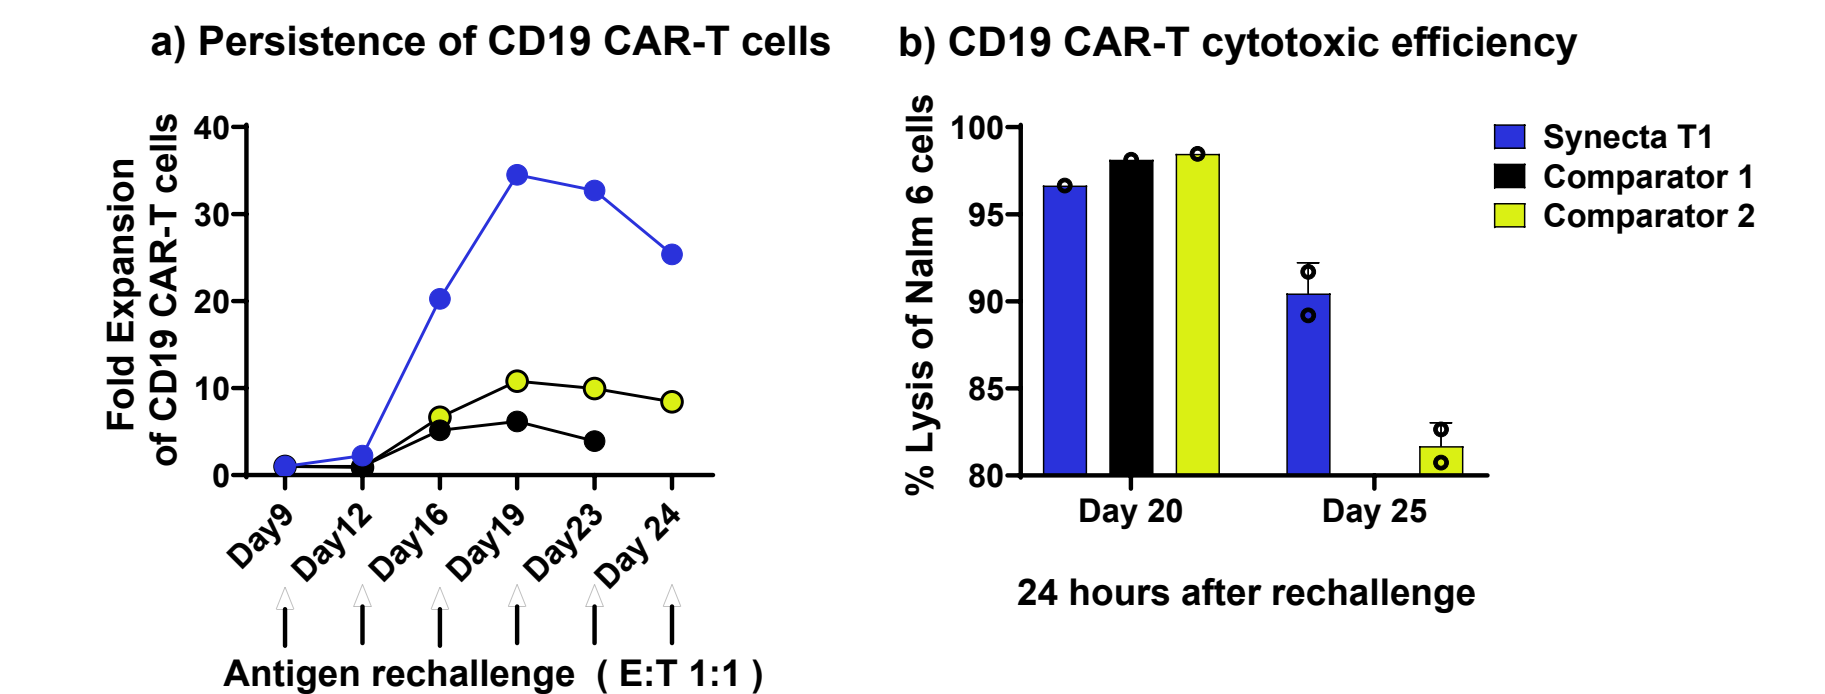 a) Persistence of CD19 CAR-T cells
Fold Expansion
of CD19 CAR-T cells
40
30
20
10
0
Day9
Day12
Day16
Day19
Day23
Day 24
Antigen rechallenge ( E:T 1:1 )
b) CD19 CAR-T cytotoxic efficiency
% Lysis of Nalm 6 cells
100
95
90
85
80
Day 20
Day 25
24 hours after rechallenge
Synecta T1
Comparator 1
Comparator 2